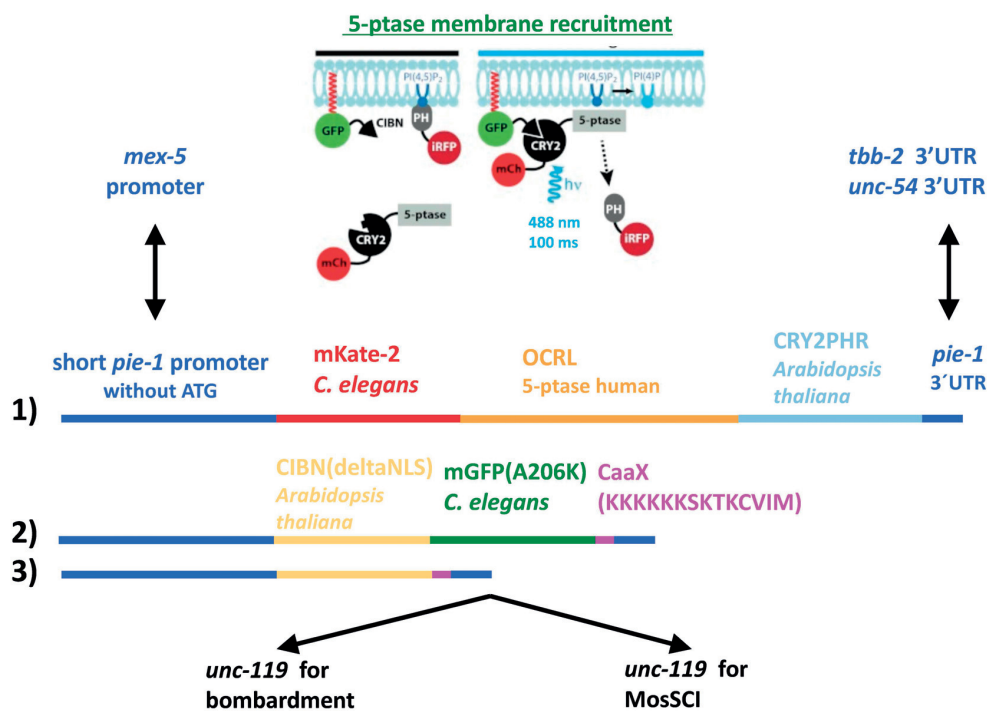 5-ptase membrane recruitment
PI(4,5)P2
GFP
CIBN
PH
iRFP
5-ptase
CRY2
mCh
PI(4,5)P2
PI(4)P
GFP
5-ptase
CRY2
mCh
hν
488 nm
100 ms
PH
iRFP
mex-5
promoter
tbb-2 3’UTR
unc-54 3’UTR
short pie-1 promoter
without ATG
mKate-2
C. elegans
OCRL
5-ptase human
CRY2PHR
Arabidopsis
thaliana
pie-1
3´UTR
1)
CIBN(deltaNLS)
Arabidopsis
thaliana
mGFP(A206K)
C. elegans
CaaX
(KKKKKKSKTKCVIM)
2)
3)
unc-119 for
bombardment
unc-119 for
MosSCI